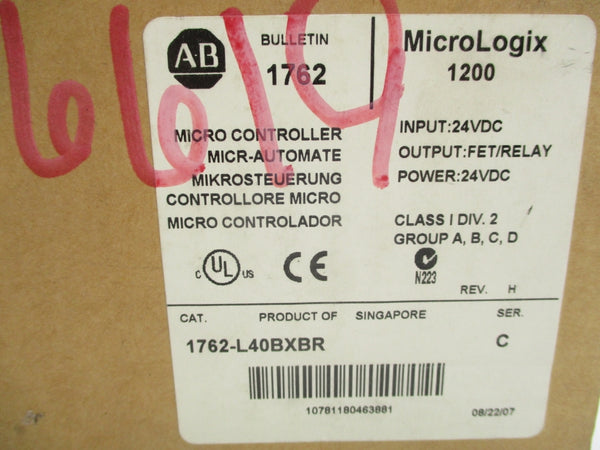 6619
AB
BULLETIN
1762
MicroLogix
1200
MICRO CONTROLLER
MICR-AUTOMATE
MIKROSTEUERUNG
CONTROLLORE MICRO
MICRO CONTROLADOR
INPUT:24VDC
OUTPUT:FET/RELAY
POWER:24VDC
CLASS I DIV. 2
GROUP A, B, C, D
c UL us CE N223
REV. H
CAT. PRODUCT OF SINGAPORE SER.
1762-L40BXBR C
10781180463881 08/22/07